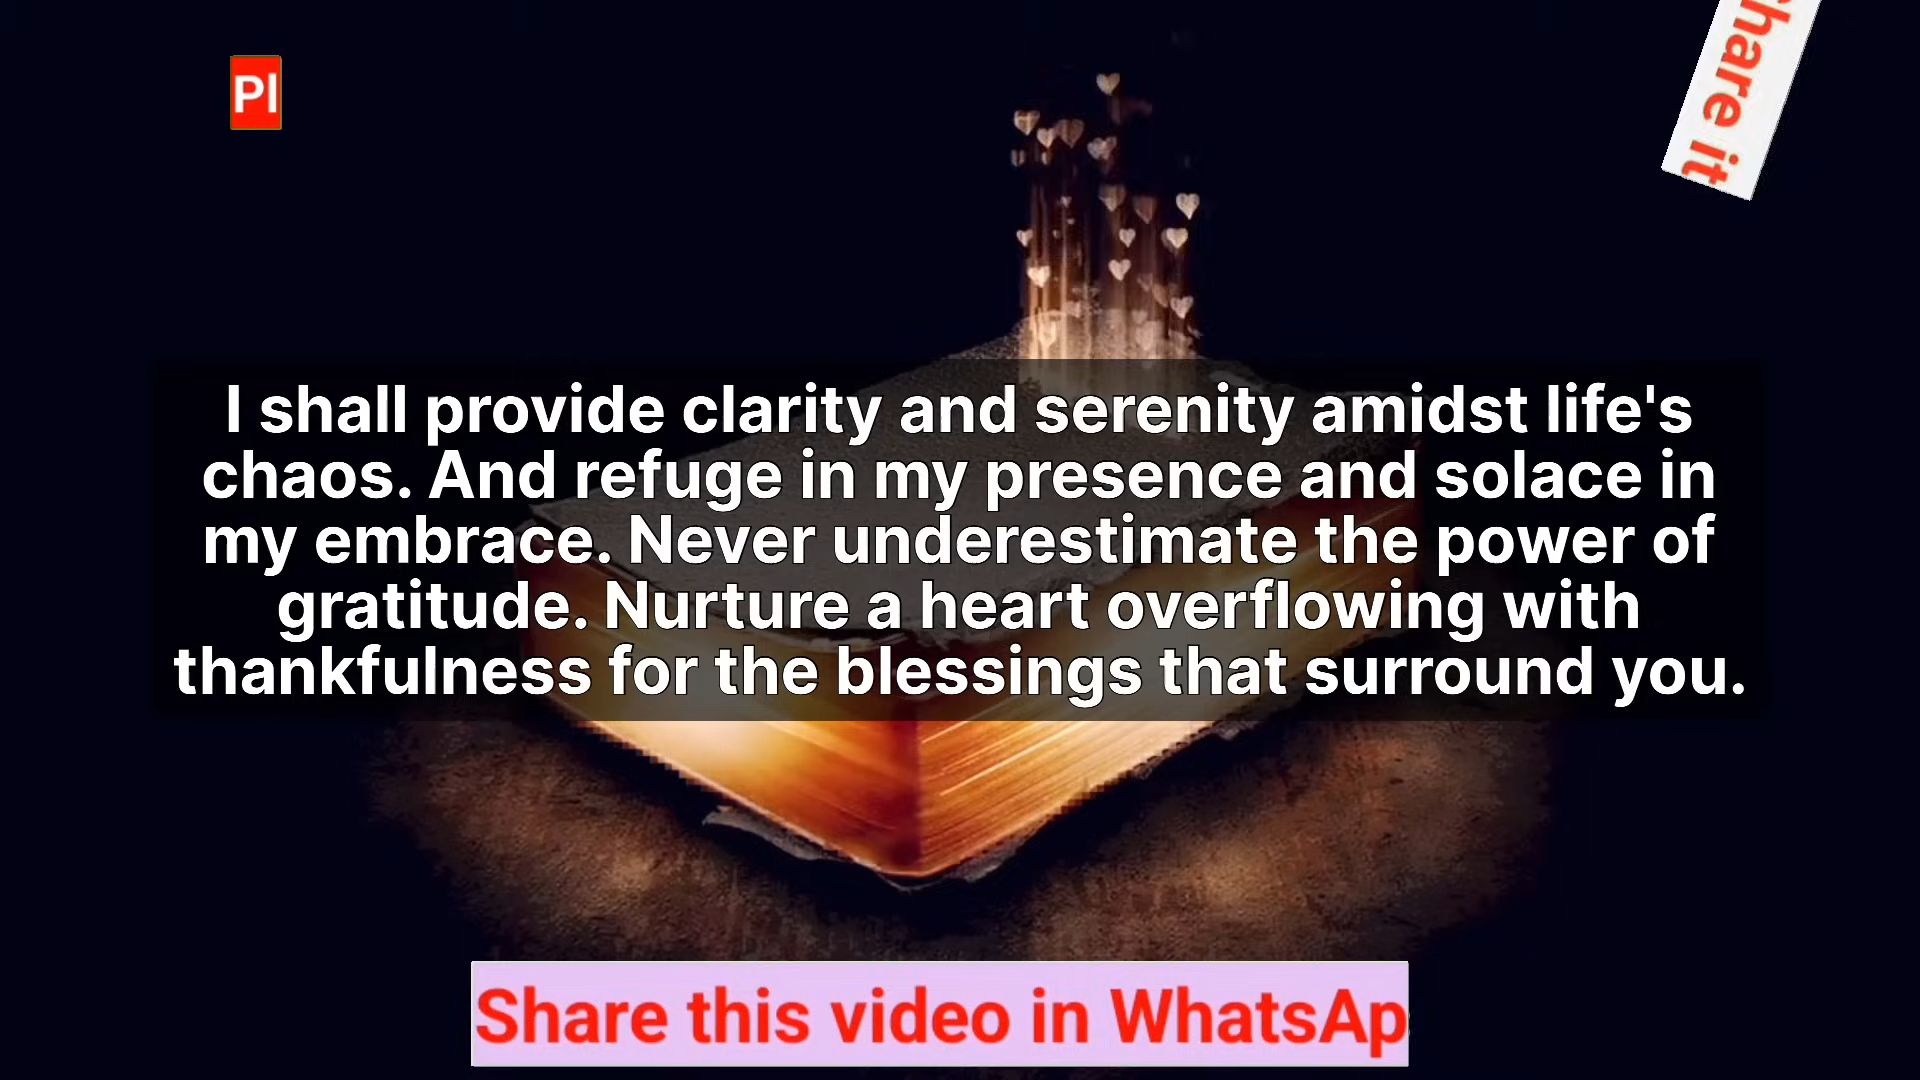 Pl
hare it
I shall provide clarity and serenity amidst life's
chaos. And refuge in my presence and solace in
my embrace. Never underestimate the power of
gratitude. Nurture a heart overflowing with
thankfulness for the blessings that surround you.
Share this video in WhatsAp